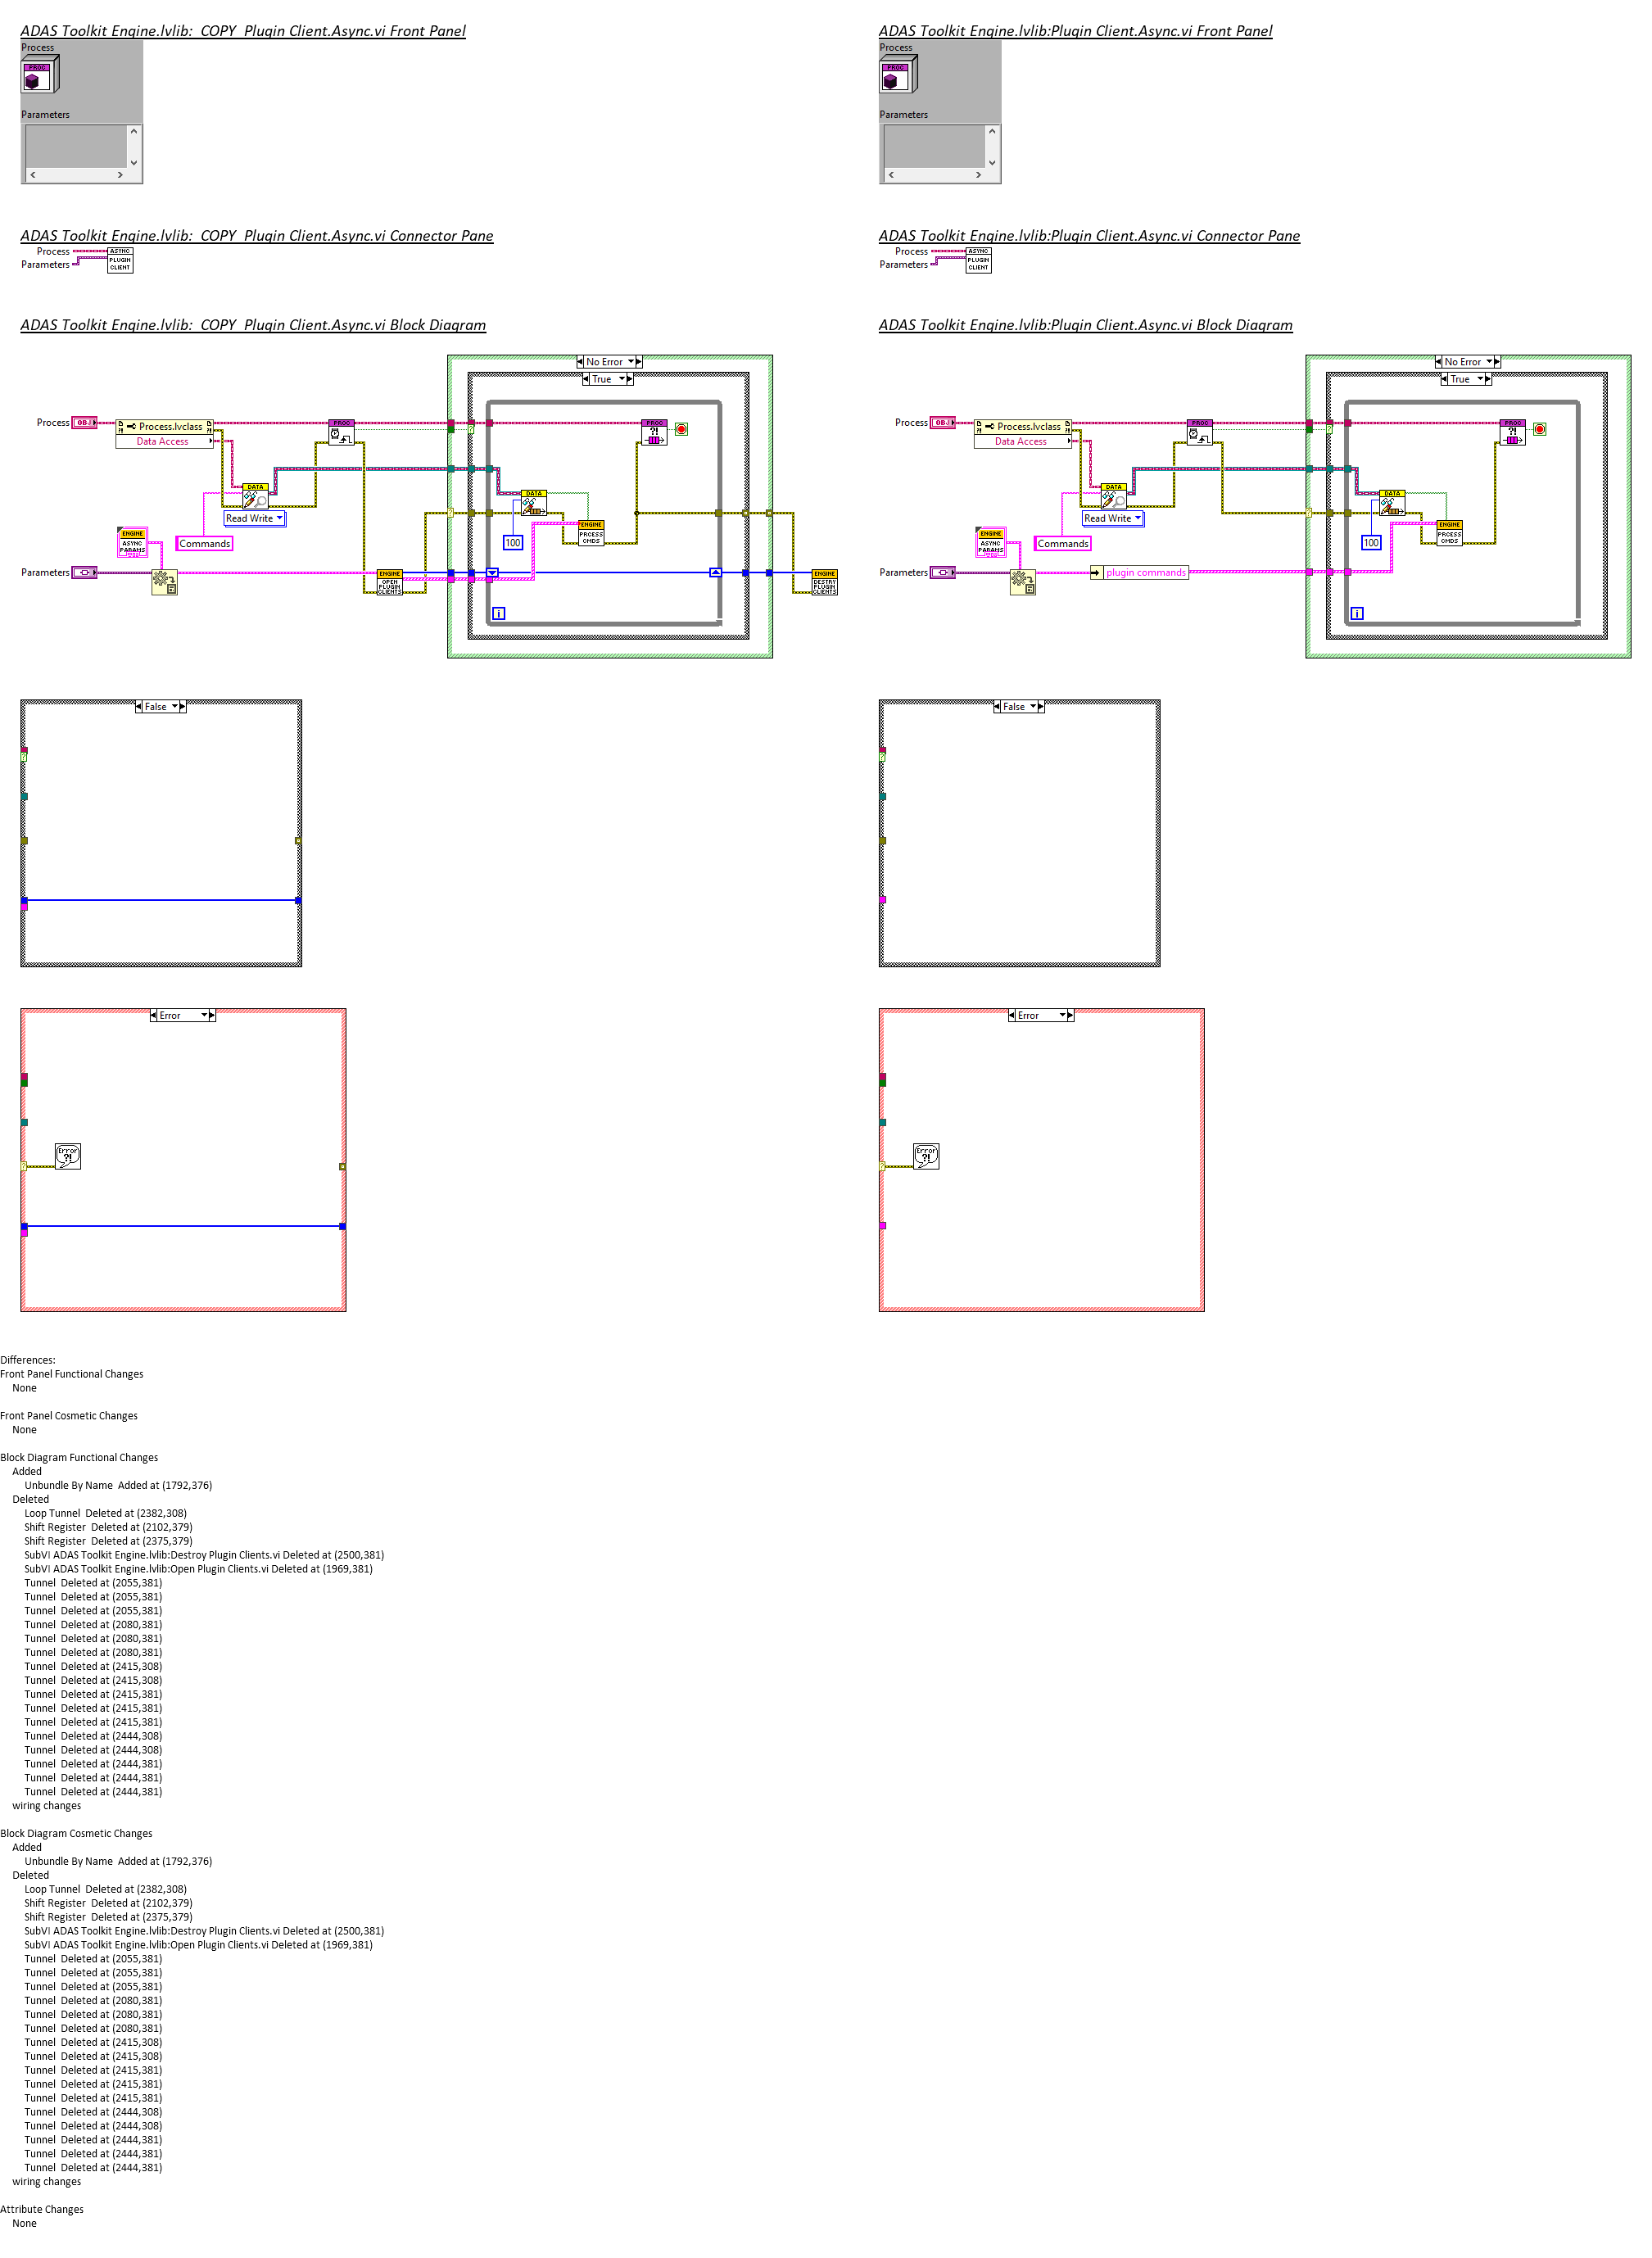 ADAS Toolkit Engine.lvlib:  COPY  Plugin Client.Async.vi Front Panel
Process
PROC
Parameters
ADAS Toolkit Engine.lvlib:Plugin Client.Async.vi Front Panel
Process
PROC
Parameters
ADAS Toolkit Engine.lvlib:  COPY  Plugin Client.Async.vi Connector Pane
Process
Parameters
ASYNC
PLUGIN
CLIENT
ADAS Toolkit Engine.lvlib:Plugin Client.Async.vi Connector Pane
Process
Parameters
ASYNC
PLUGIN
CLIENT
ADAS Toolkit Engine.lvlib:  COPY  Plugin Client.Async.vi Block Diagram
No Error
True
Process
OBJ
Process.lvclass
Data Access
PROC
PROC
?!
DATA
Read Write
DATA
ENGINE
PRCESS
CMDS
100
ENGINE
ASYNC
PARAMS
Commands
Parameters
ENGINE
OPEN
PLUGIN
CLIENTS
ENGINE
DESTRY
PLUGIN
CLIENTS
i
ADAS Toolkit Engine.lvlib:Plugin Client.Async.vi Block Diagram
No Error
True
Process
OBJ
Process.lvclass
Data Access
PROC
PROC
?!
DATA
Read Write
DATA
ENGINE
PRCESS
CMDS
100
ENGINE
ASYNC
PARAMS
Commands
Parameters
plugin commands
i
False
False
Error
Error
?!
Error
Error
?!
Differences:
Front Panel Functional Changes
None
Front Panel Cosmetic Changes
None
Block Diagram Functional Changes
Added
Unbundle By Name  Added at (1792,376)
Deleted
Loop Tunnel  Deleted at (2382,308)
Shift Register  Deleted at (2102,379)
Shift Register  Deleted at (2375,379)
SubVI ADAS Toolkit Engine.lvlib:Destroy Plugin Clients.vi Deleted at (2500,381)
SubVI ADAS Toolkit Engine.lvlib:Open Plugin Clients.vi Deleted at (1969,381)
Tunnel  Deleted at (2055,381)
Tunnel  Deleted at (2055,381)
Tunnel  Deleted at (2055,381)
Tunnel  Deleted at (2080,381)
Tunnel  Deleted at (2080,381)
Tunnel  Deleted at (2080,381)
Tunnel  Deleted at (2415,308)
Tunnel  Deleted at (2415,308)
Tunnel  Deleted at (2415,381)
Tunnel  Deleted at (2415,381)
Tunnel  Deleted at (2415,381)
Tunnel  Deleted at (2444,308)
Tunnel  Deleted at (2444,308)
Tunnel  Deleted at (2444,381)
Tunnel  Deleted at (2444,381)
Tunnel  Deleted at (2444,381)
wiring changes
Block Diagram Cosmetic Changes
Added
Unbundle By Name  Added at (1792,376)
Deleted
Loop Tunnel  Deleted at (2382,308)
Shift Register  Deleted at (2102,379)
Shift Register  Deleted at (2375,379)
SubVI ADAS Toolkit Engine.lvlib:Destroy Plugin Clients.vi Deleted at (2500,381)
SubVI ADAS Toolkit Engine.lvlib:Open Plugin Clients.vi Deleted at (1969,381)
Tunnel  Deleted at (2055,381)
Tunnel  Deleted at (2055,381)
Tunnel  Deleted at (2055,381)
Tunnel  Deleted at (2080,381)
Tunnel  Deleted at (2080,381)
Tunnel  Deleted at (2080,381)
Tunnel  Deleted at (2415,308)
Tunnel  Deleted at (2415,308)
Tunnel  Deleted at (2415,381)
Tunnel  Deleted at (2415,381)
Tunnel  Deleted at (2415,381)
Tunnel  Deleted at (2444,308)
Tunnel  Deleted at (2444,308)
Tunnel  Deleted at (2444,381)
Tunnel  Deleted at (2444,381)
Tunnel  Deleted at (2444,381)
wiring changes
Attribute Changes
None